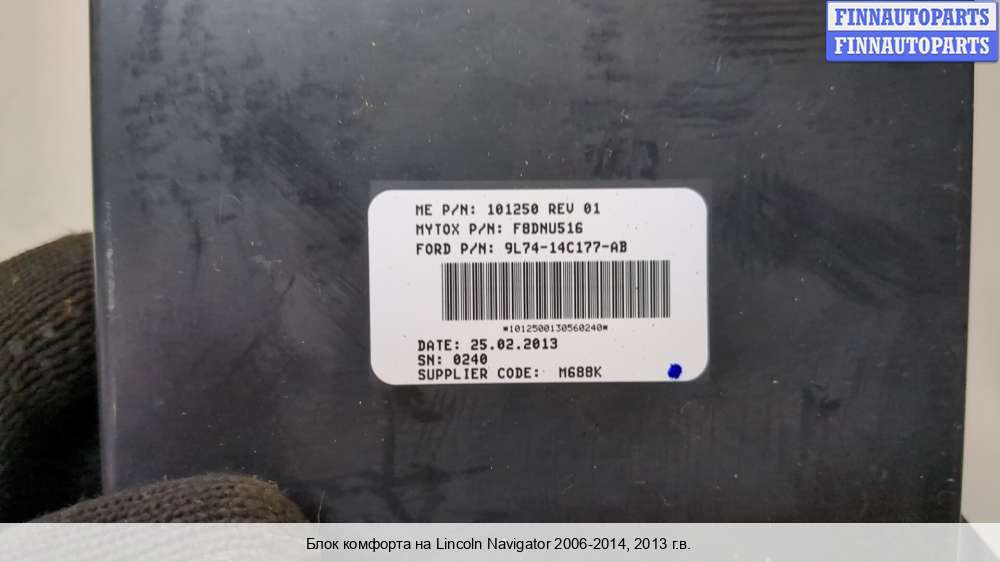 FINNAUTOPARTS
FINNAUTOPARTS
ME P/N: 101250 REV 01
MYTOX P/N: F8DNU516
FORD P/N: 9L74-14C177-AB
*1012500130560240*
DATE: 25.02.2013
SN: 0240
SUPPLIER CODE: M688K
Блок комфорта на Lincoln Navigator 2006-2014, 2013 г.в.